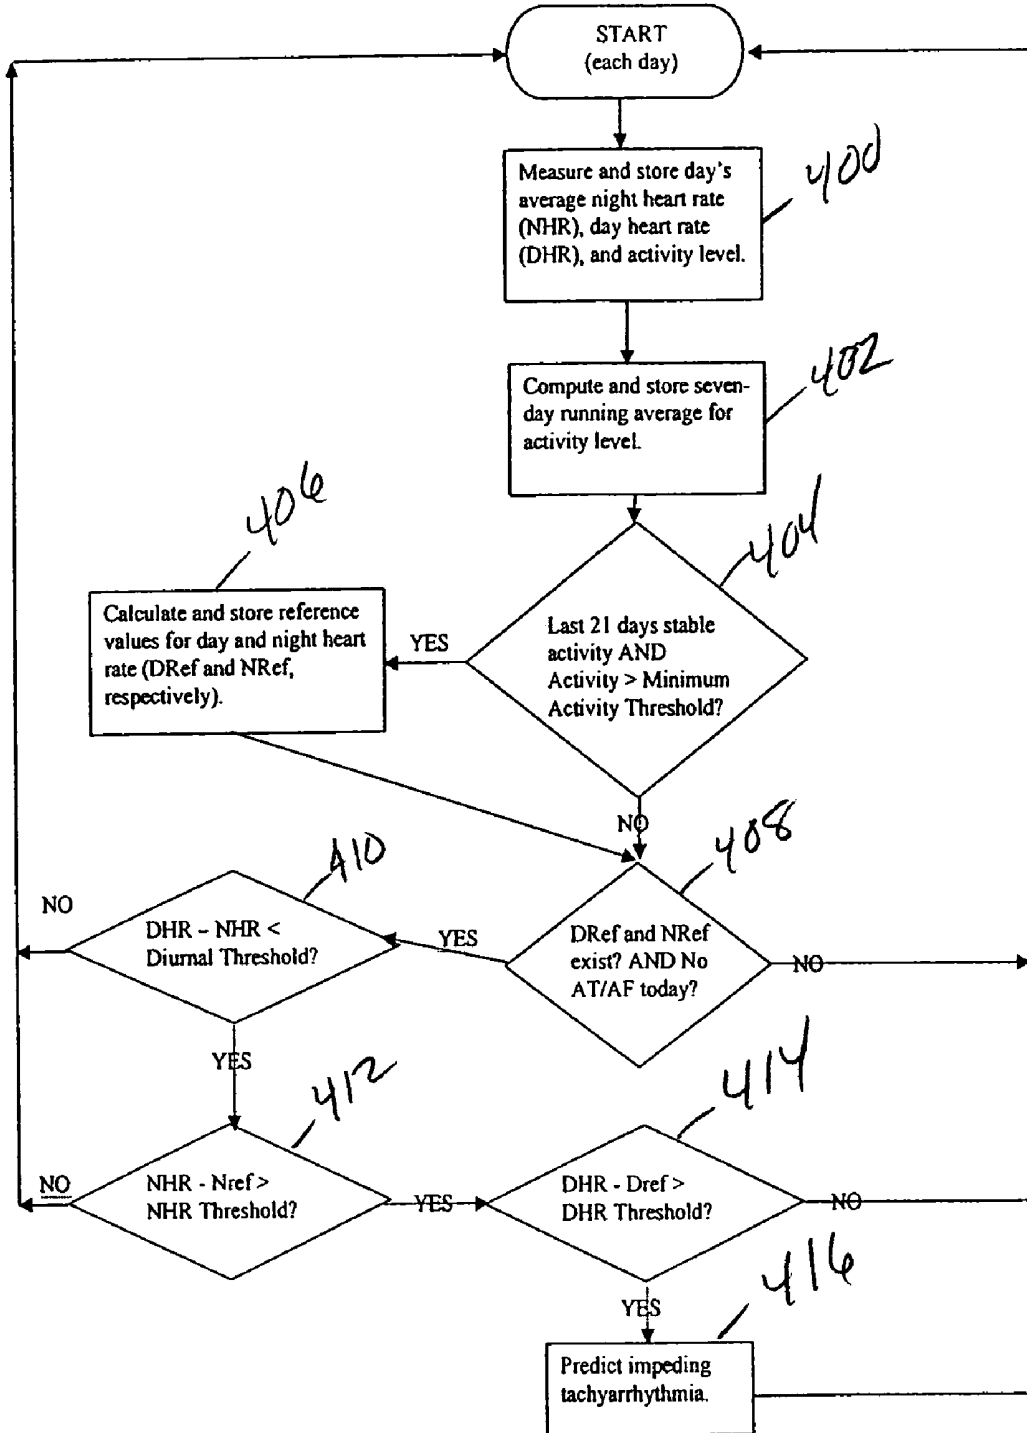 START
(each day)
400
Measure and store day's
average night heart rate
(NHR), day heart rate
(DHR), and activity level.
402
Compute and store seven-
day running average for
activity level.
404
Last 21 days stable
activity AND
Activity > Minimum
Activity Threshold?
YES
406
Calculate and store reference
values for day and night heart
rate (DRef and NRef,
respectively).
NO
408
DRef and NRef
exist? AND No
AT/AF today?
NO
YES
410
DHR – NHR <
Diurnal Threshold?
NO
YES
412
NHR - Nref >
NHR Threshold?
NO
YES
414
DHR - Dref >
DHR Threshold?
NO
YES
416
Predict impeding
tachyarrhythmia.